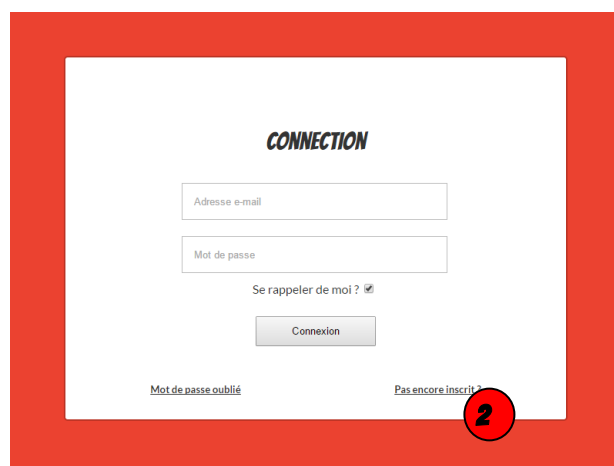 CONNECTION
Adresse e-mail
Mot de passe
Se rappeler de moi ?
Connexion
Mot de passe oublié
Pas encore inscrit ?
2